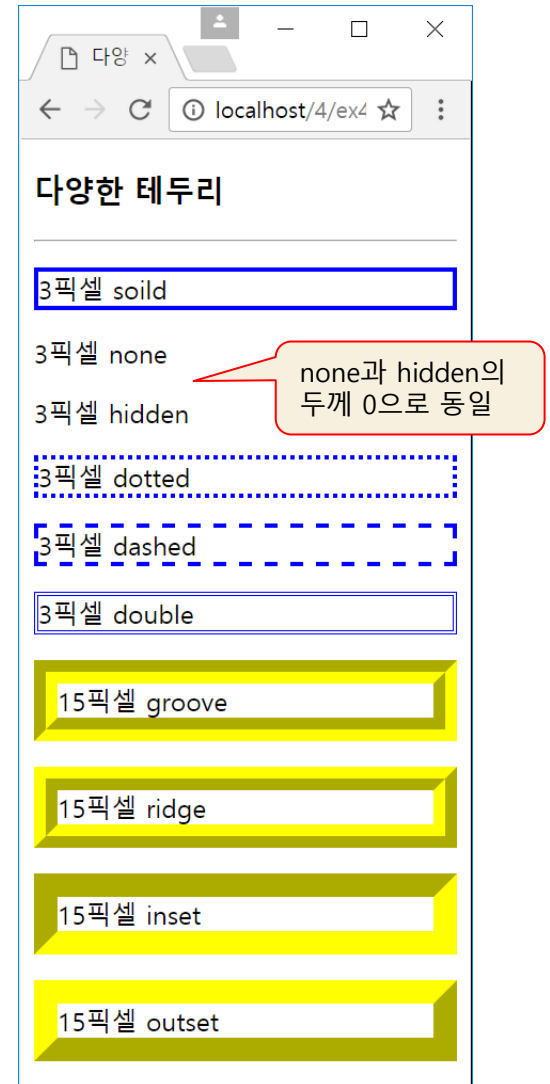 다양
localhost/4/ex4
다양한 테두리
3픽셀 soild
3픽셀 none
none과 hidden의
두께 0으로 동일
3픽셀 hidden
3픽셀 dotted
3픽셀 dashed
3픽셀 double
15픽셀 groove
15픽셀 ridge
15픽셀 inset
15픽셀 outset